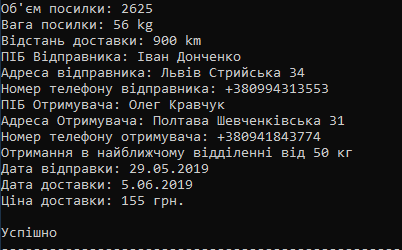 Об'єм посилки: 2625
Вага посилки: 56 kg
Відстань доставки: 900 km
ПІБ Відправника: Іван Донченко
Адреса відправника: Львів Стрийська 34
Номер телефону відправника: +380994313553
ПІБ Отримувача: Олег Кравчук
Адреса Отримувача: Полтава Шевченківська 31
Номер телефону отримувача: +380941843774
Отримання в найближчому відділенні від 50 кг
Дата відправки: 29.05.2019
Дата доставки: 5.06.2019
Ціна доставки: 155 грн.
Успішно